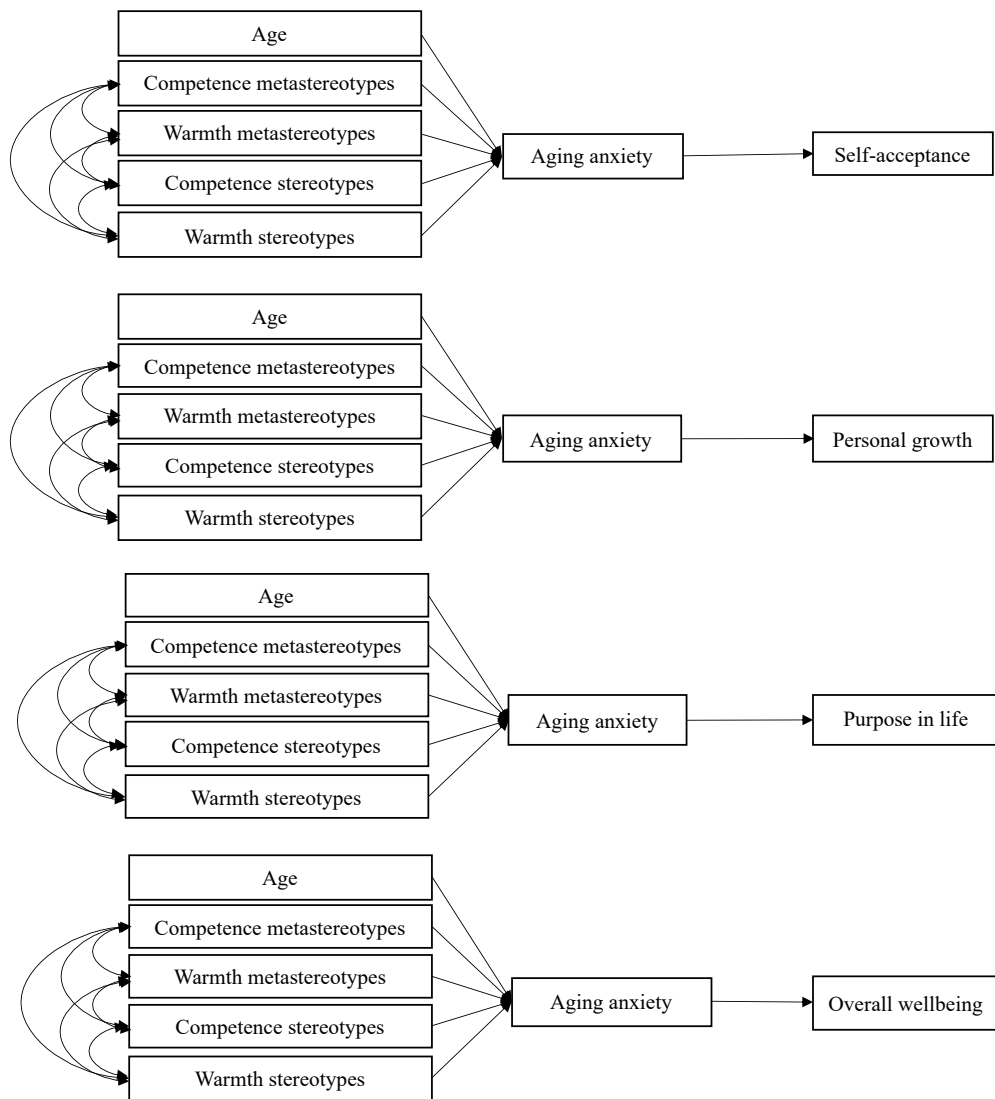 Age
Competence metastereotypes
Warmth metastereotypes
Competence stereotypes
Warmth stereotypes
Aging anxiety
Self-acceptance
Age
Competence metastereotypes
Warmth metastereotypes
Competence stereotypes
Warmth stereotypes
Aging anxiety
Personal growth
Age
Competence metastereotypes
Warmth metastereotypes
Competence stereotypes
Warmth stereotypes
Aging anxiety
Purpose in life
Age
Competence metastereotypes
Warmth metastereotypes
Competence stereotypes
Warmth stereotypes
Aging anxiety
Overall wellbeing